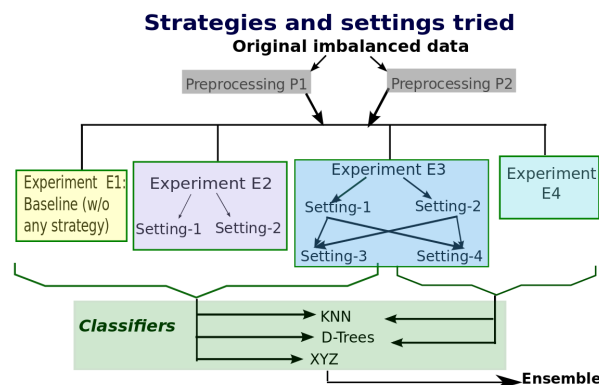 Strategies and settings tried
Original imbalanced data
Preprocessing P1
Preprocessing P2
Experiment E1:
Baseline (w/o
any strategy)
Experiment E2
Setting-1
Setting-2
Experiment E3
Setting-1
Setting-2
Setting-3
Setting-4
Experiment
E4
Classifiers
KNN
D-Trees
XYZ
Ensemble